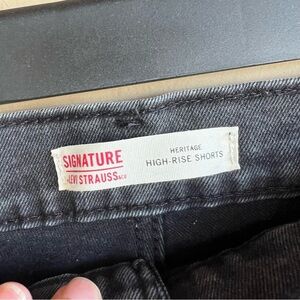 SIGNATURE
LEVI STRAUSS & CO
HERITAGE
HIGH-RISE SHORTS